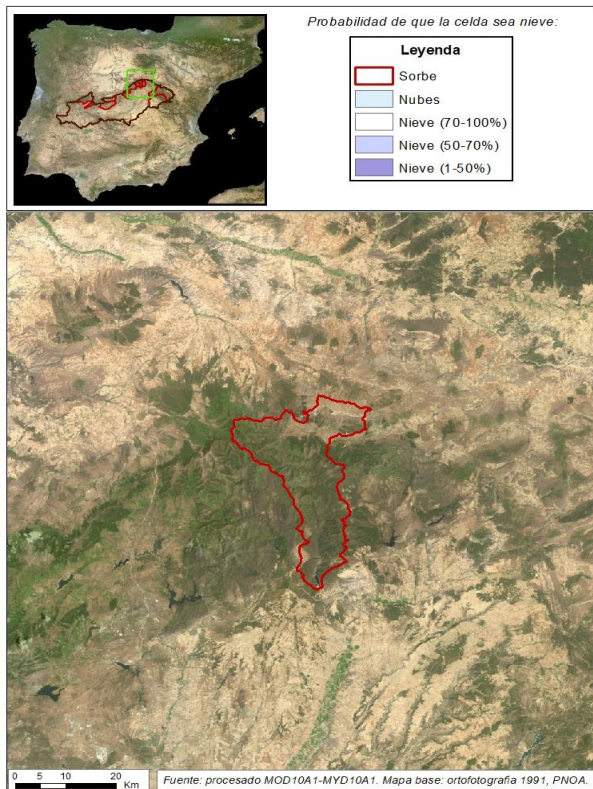 Probabilidad de que la celda sea nieve:
Leyenda
Sorbe
Nubes
Nieve (70-100%)
Nieve (50-70%)
Nieve (1-50%)
0 5 10 20
Km
Fuente: procesado MOD10A1-MYD10A1. Mapa base: ortofotografia 1991, PNOA.